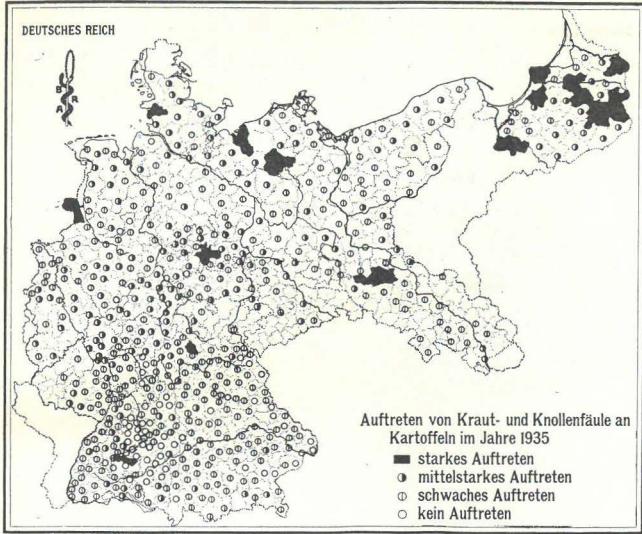 DEUTSCHES REICH
B
R
A
Auftreten von Kraut- und Knollenfäule an
Kartoffeln im Jahre 1935
starkes Auftreten
mittelstarkes Auftreten
schwaches Auftreten
kein Auftreten